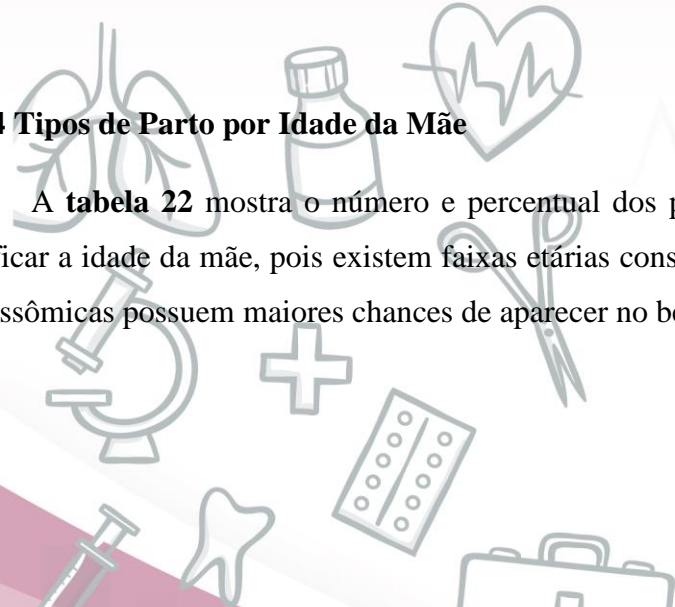 4 Tipos de Parto por Idade da Mãe
A tabela 22 mostra o número e percentual dos p
ficar a idade da mãe, pois existem faixas etárias cons
ssômicas possuem maiores chances de aparecer no be